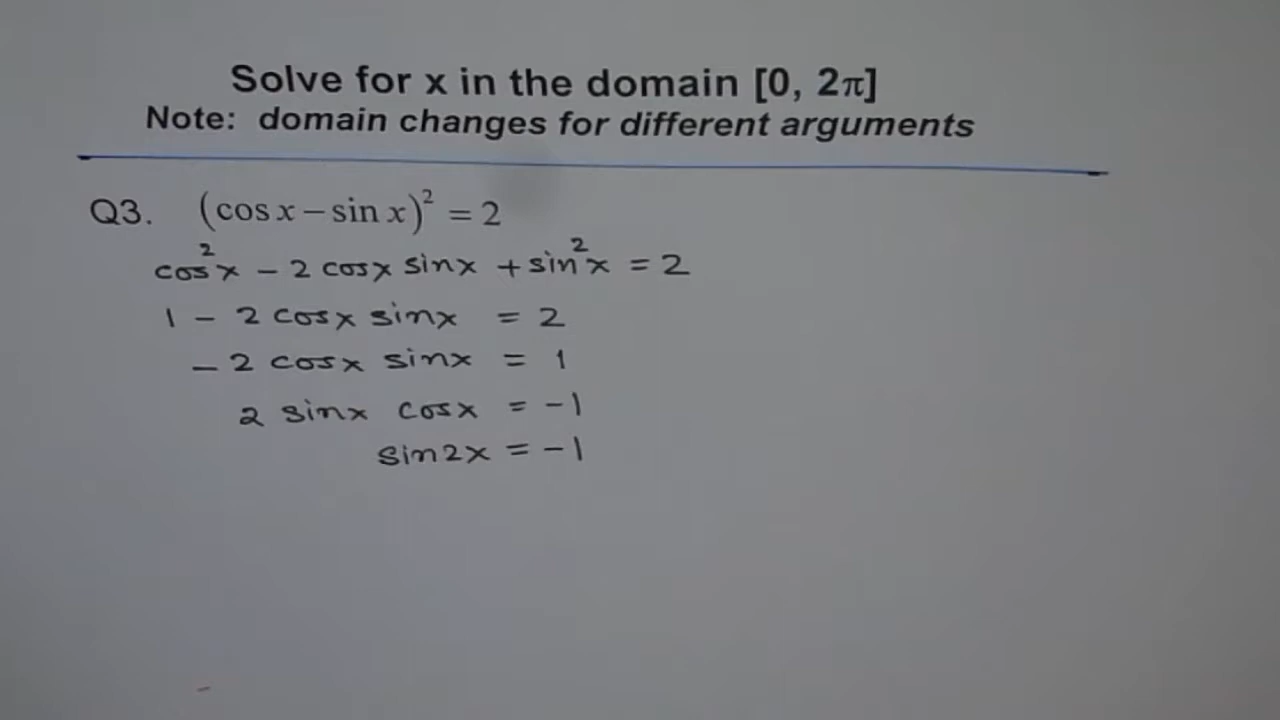 Solve for x in the domain [0, 2π]
Note: domain changes for different arguments
Q3. (cos x − sin x)² = 2
cos²x − 2 cosx sinx + sin²x = 2
1 − 2 cosx sinx = 2
− 2 cosx sinx = 1
2 sinx cosx = −1
sin2x = −1